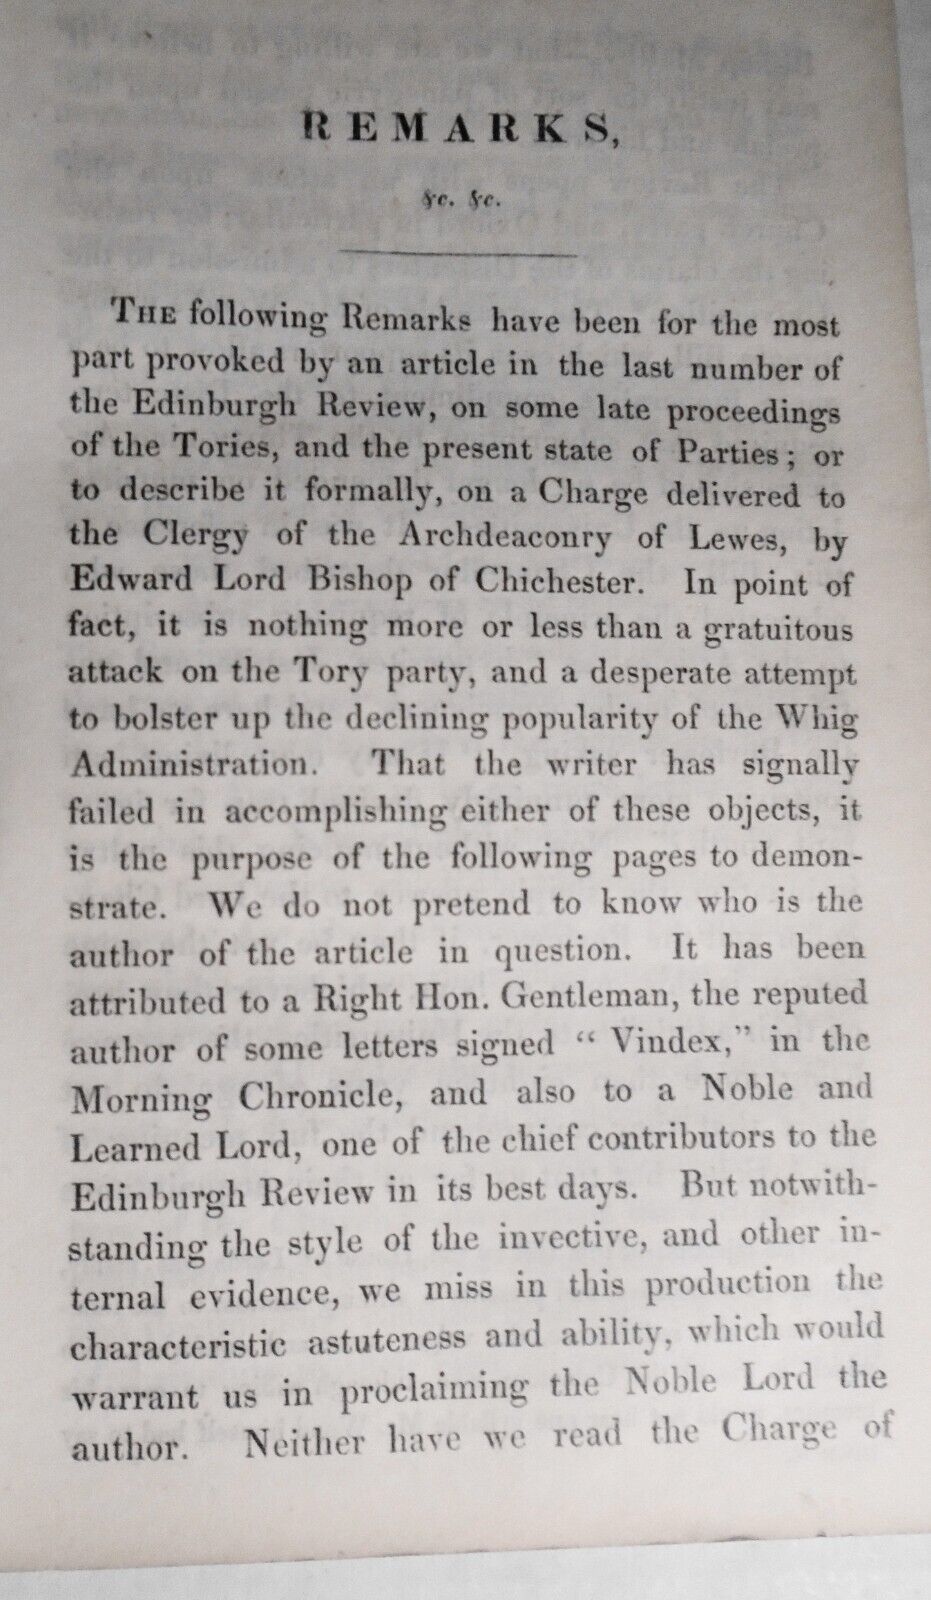 REMARKS,
&c. &c.
THE following Remarks have been for the most
part provoked by an article in the last number of
the Edinburgh Review, on some late proceedings
of the Tories, and the present state of Parties; or
to describe it formally, on a Charge delivered to
the Clergy of the Archdeaconry of Lewes, by
Edward Lord Bishop of Chichester. In point of
fact, it is nothing more or less than a gratuitous
attack on the Tory party, and a desperate attempt
to bolster up the declining popularity of the Whig
Administration. That the writer has signally
failed in accomplishing either of these objects, it
is the purpose of the following pages to demon-
strate. We do not pretend to know who is the
author of the article in question. It has been
attributed to a Right Hon. Gentleman, the reputed
author of some letters signed “Vindex,” in the
Morning Chronicle, and also to a Noble and
Learned Lord, one of the chief contributors to the
Edinburgh Review in its best days. But notwith-
standing the style of the invective, and other in-
ternal evidence, we miss in this production the
characteristic astuteness and ability, which would
warrant us in proclaiming the Noble Lord the
author. Neither have we read the Charge of